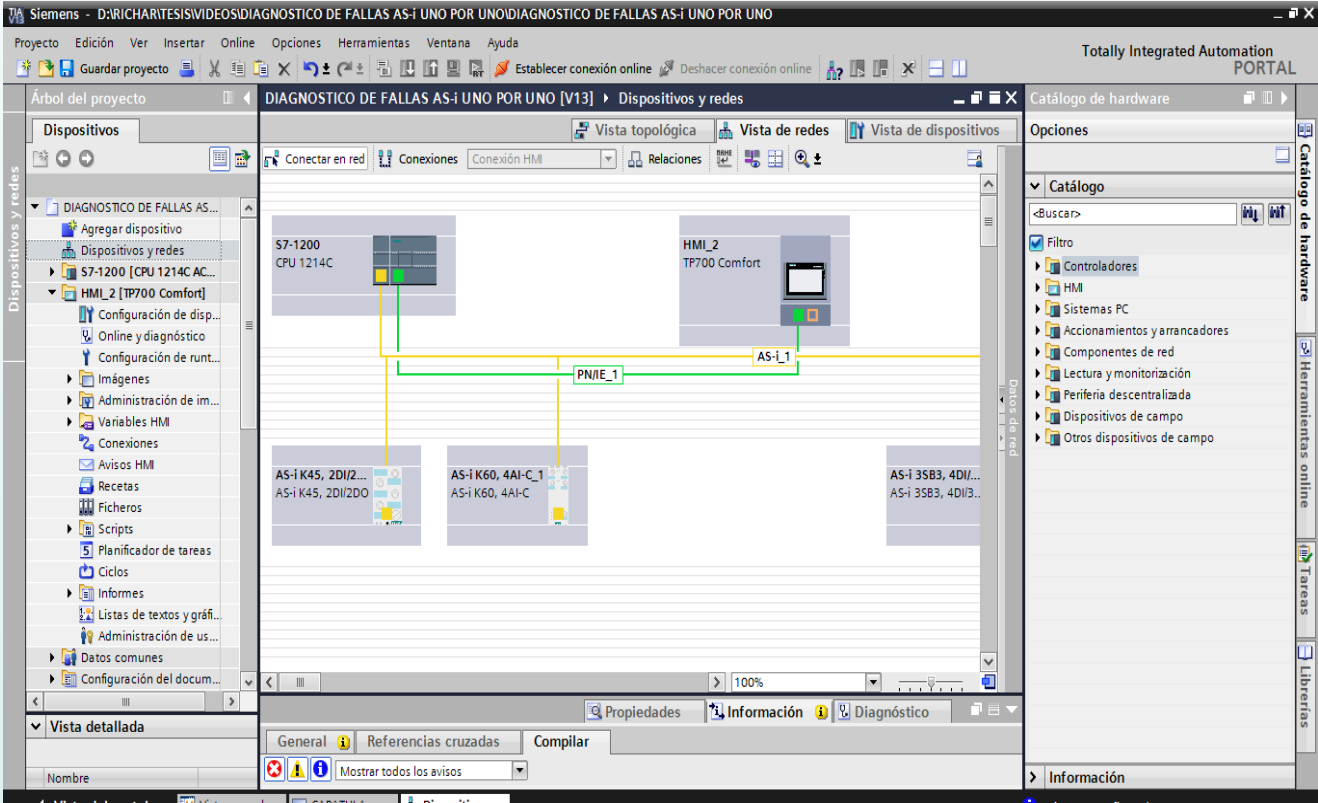 Siemens - D:\RICHAR\TESIS\VIDEOS\DIAGNOSTICO DE FALLAS AS-i UNO POR UNO\DIAGNOSTICO DE FALLAS AS-i UNO POR UNO
Proyecto Edición Ver Insertar Online Opciones Herramientas Ventana Ayuda
Totally Integrated Automation
PORTAL
Guardar proyecto
Establecer conexión online
Deshacer conexión online
Árbol del proyecto
Dispositivos
Dispositivos y redes
DIAGNOSTICO DE FALLAS AS...
Agregar dispositivo
Dispositivos y redes
S7-1200 [CPU 1214C AC...
HMI_2 [TP700 Comfort]
Configuración de disp...
Online y diagnóstico
Configuración de runt...
Imágenes
Administración de im...
Variables HMI
Conexiones
Avisos HMI
Recetas
Ficheros
Scripts
Planificador de tareas
Ciclos
Informes
Listas de textos y gráfi...
Administración de us...
Datos comunes
Configuración del docum...
Vista detallada
Nombre
DIAGNOSTICO DE FALLAS AS-i UNO POR UNO [V13] Dispositivos y redes
Vista topológica
Vista de redes
Vista de dispositivos
Conectar en red
Conexiones
Conexión HMI
Relaciones
S7-1200
CPU 1214C
HMI_2
TP700 Comfort
AS-i_1
PN/IE_1
AS-i K45, 2DI/2...
AS-i K45, 2DI/2DO
AS-i K60, 4AI-C_1
AS-i K60, 4AI-C
AS-i 3SB3, 4DI/...
AS-i 3SB3, 4DI/3..
Datos de red
100%
Propiedades
Información
Diagnóstico
General
Referencias cruzadas
Compilar
Mostrar todos los avisos
Catálogo de hardware
Opciones
Catálogo
<Buscar>
Filtro
Controladores
HMI
Sistemas PC
Accionamientos y arrancadores
Componentes de red
Lectura y monitorización
Periferia descentralizada
Dispositivos de campo
Otros dispositivos de campo
Información
Catálogo de hardware
Herramientas online
Tareas
Librerías